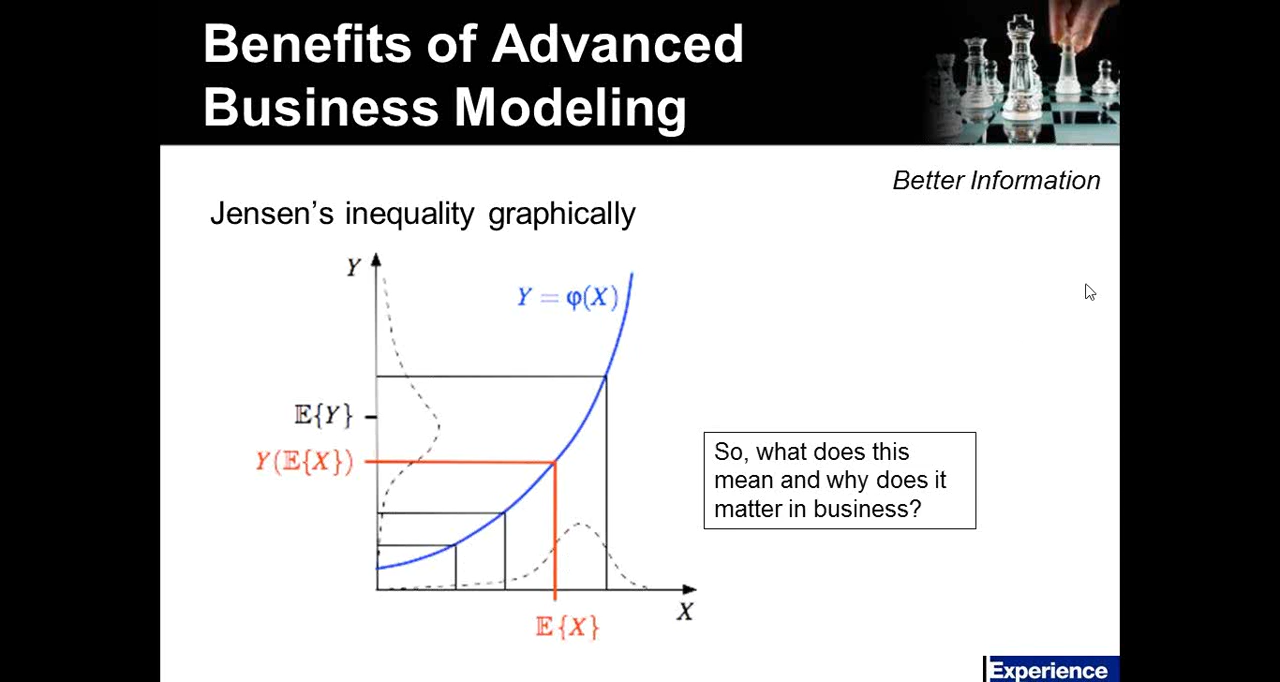 Benefits of Advanced
Business Modeling
Better Information
Jensen’s inequality graphically
Y
Y = φ(X)
𝔼{Y}
Y(𝔼{X})
So, what does this
mean and why does it
matter in business?
X
𝔼{X}
Experience